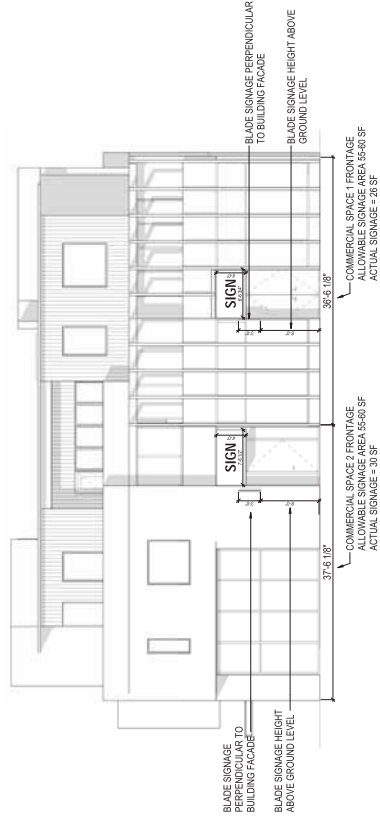 BLADE SIGNAGE
PERPENDICULAR TO
BUILDING FACADE
BLADE SIGNAGE HEIGHT
ABOVE GROUND LEVEL
SIGN
SIGN
BLADE SIGNAGE PERPENDICULAR
TO BUILDING FACADE
BLADE SIGNAGE HEIGHT ABOVE
GROUND LEVEL
37'-6 1/8"
36'-6 1/8"
COMMERCIAL SPACE 2 FRONTAGE
ALLOWABLE SIGNAGE AREA 55-60 SF
ACTUAL SIGNAGE = 30 SF
COMMERCIAL SPACE 1 FRONTAGE
ALLOWABLE SIGNAGE AREA 55-60 SF
ACTUAL SIGNAGE = 26 SF